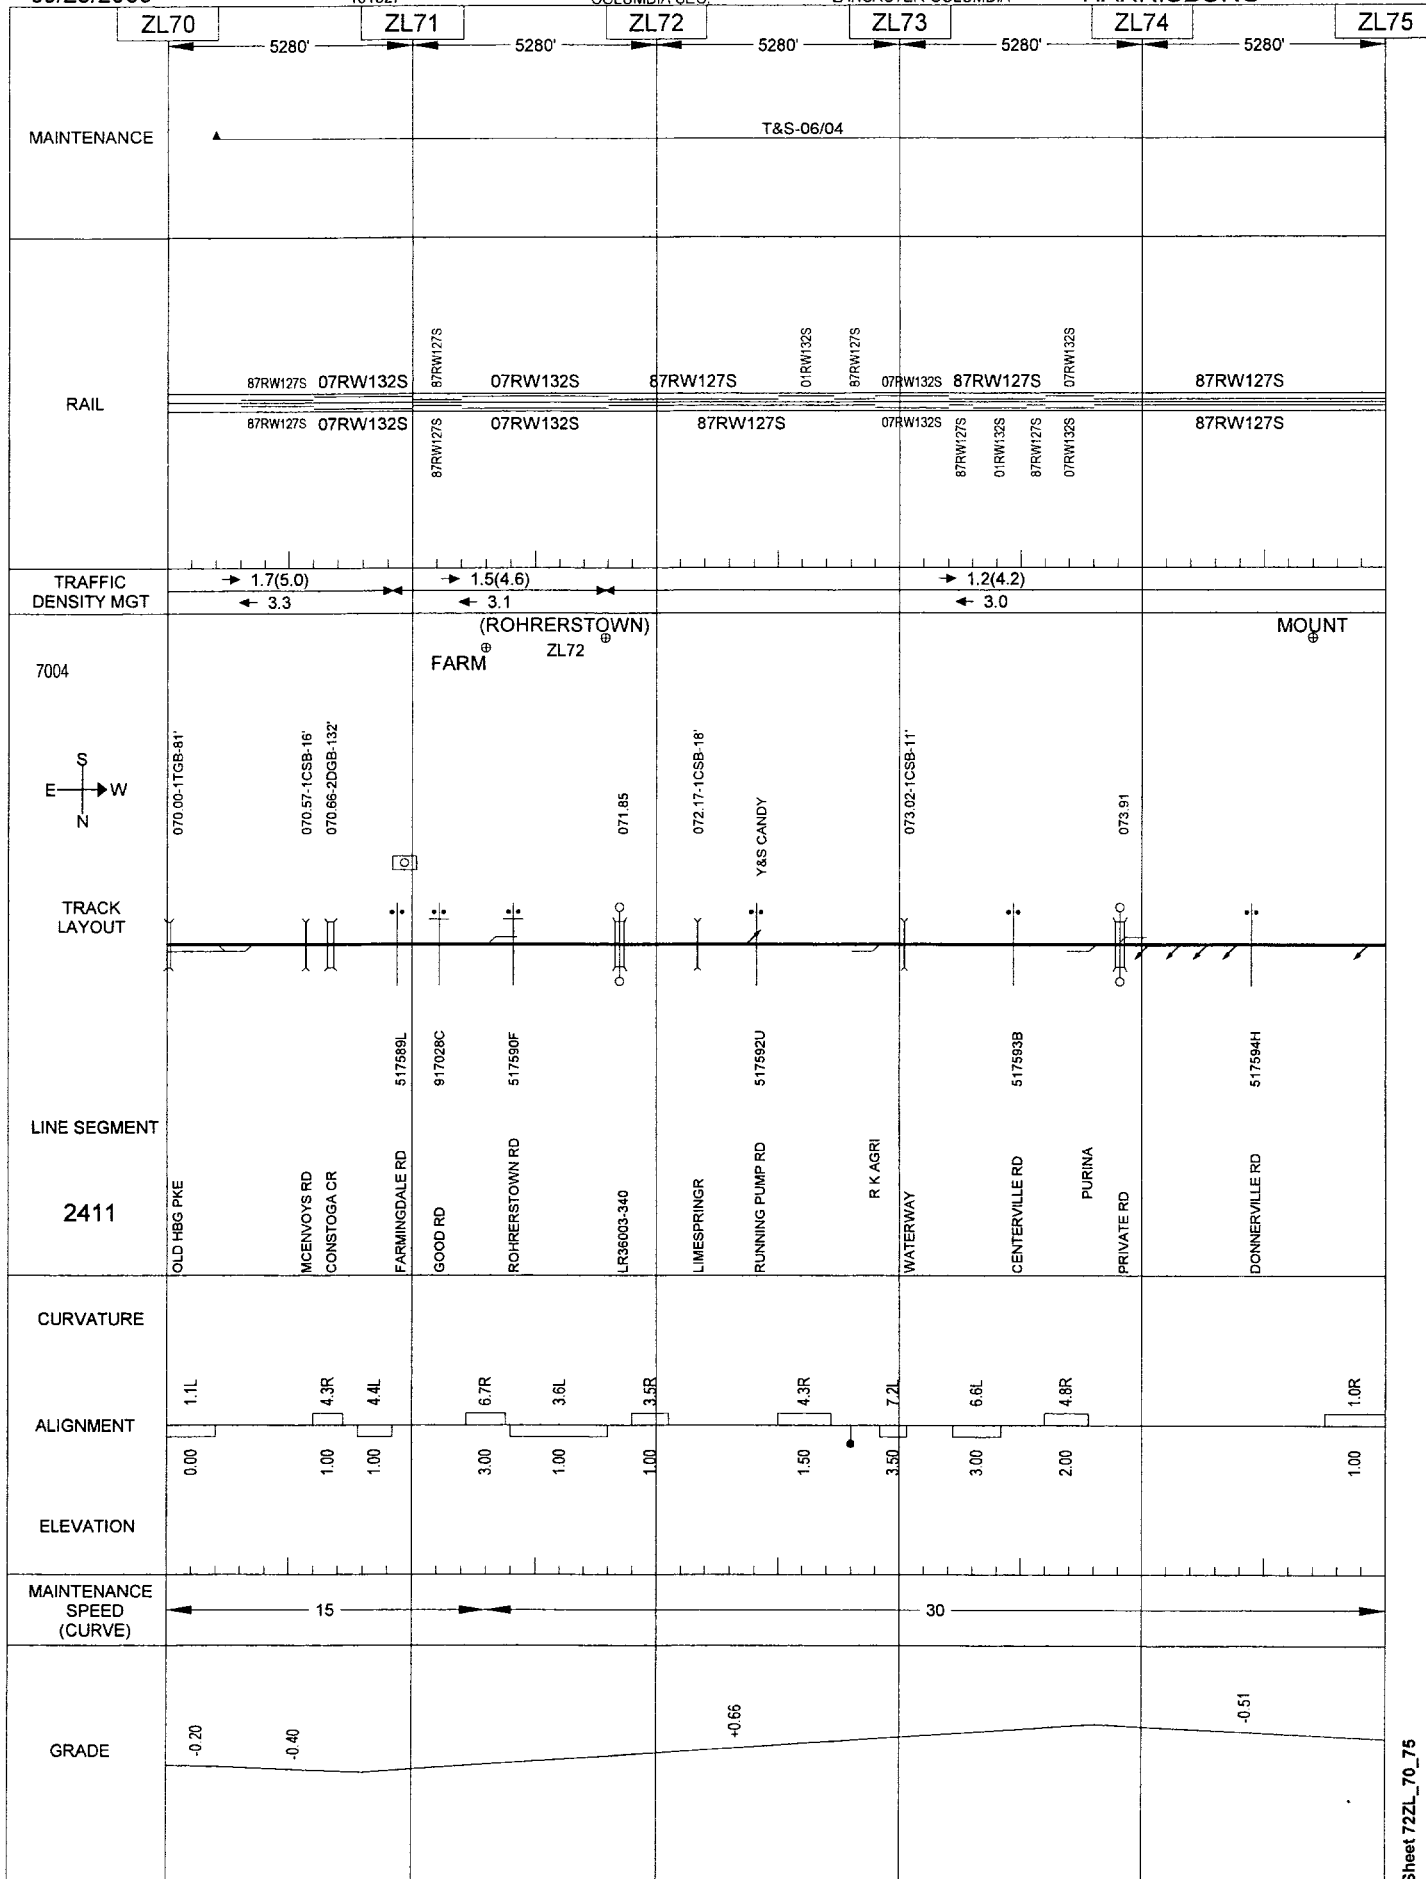 ZL70 ZL71 ZL72 ZL73 ZL74 ZL75
5280' 5280' 5280' 5280' 5280'
MAINTENANCE
T&S-06/04
RAIL
87RW127S 07RW132S 87RW127S 07RW132S 87RW127S 01RW132S 87RW127S 07RW132S 87RW127S 07RW132S 87RW127S
87RW127S 07RW132S 87RW127S 07RW132S 87RW127S 07RW132S 87RW127S 01RW132S 87RW127S 07RW132S 87RW127S
TRAFFIC
DENSITY MGT
1.7(5.0) 1.5(4.6) 1.2(4.2)
3.3 3.1 3.0
(ROHRERSTOWN) MOUNT
FARM ZL72
7004
S
E W
N
070.00-1TGB-81'
070.57-1CSB-16'
070.66-2DGB-132'
071.85
072.17-1CSB-18'
Y&S CANDY
073.02-1CSB-11'
073.91
TRACK
LAYOUT
517589L
917028C
517590F
517592U
517593B
517594H
LINE SEGMENT
2411
OLD HBG PKE
MCENVOYS RD
CONSTOGA CR
FARMINGDALE RD
GOOD RD
ROHRERSTOWN RD
LR36003-340
LIMESPRINGR
RUNNING PUMP RD
R K AGRI
WATERWAY
CENTERVILLE RD
PURINA
PRIVATE RD
DONNERVILLE RD
CURVATURE
1.1L 4.3R 4.4L 6.7R 3.6L 3.5R 4.3R 7.2L 6.6L 4.8R 1.0R
ALIGNMENT
0.00 1.00 1.00 3.00 1.00 1.00 1.50 3.50 3.00 2.00 1.00
ELEVATION
MAINTENANCE
SPEED
(CURVE)
15 30
GRADE
-0.20 -0.40 +0.66 -0.51
Sheet 72ZL_70_75